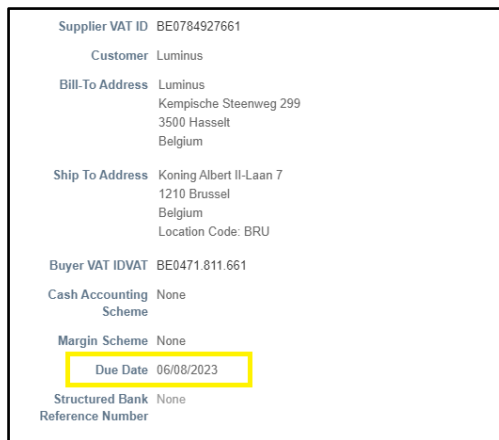 Supplier VAT ID BE0784927661
Customer Luminus
Bill-To Address Luminus
Kempische Steenweg 299
3500 Hasselt
Belgium
Ship To Address Koning Albert II-Laan 7
1210 Brussel
Belgium
Location Code: BRU
Buyer VAT IDVAT BE0471.811.661
Cash Accounting None
Scheme
Margin Scheme None
Due Date 06/08/2023
Structured Bank None
Reference Number